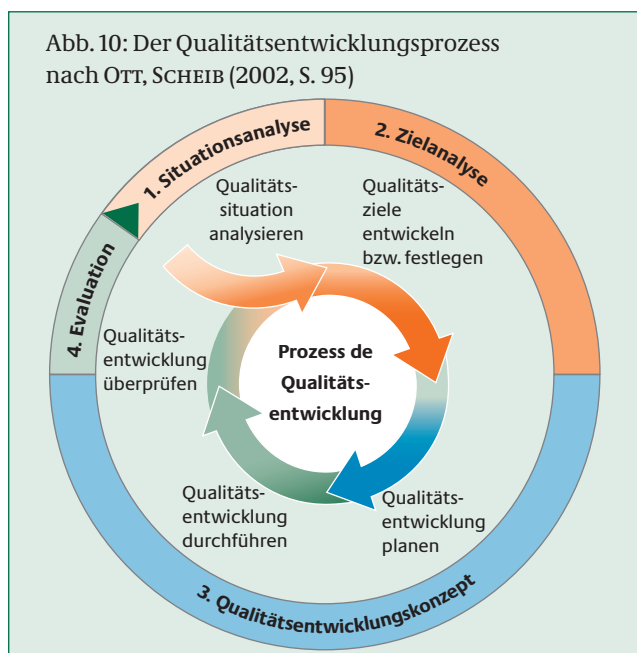 Abb. 10: Der Qualitätsentwicklungsprozess
nach OTT, SCHEIB (2002, S. 95)
1. Situationsanalyse
2. Zielanalyse
Qualitäts-
situation
analysieren
Qualitäts-
ziele
entwickeln
bzw. festlegen
4. Evaluation
Qualitäts-
entwicklung
überprüfen
Prozess de
Qualitäts-
entwicklung
Qualitäts-
entwicklung
durchführen
Qualitäts-
entwicklung
planen
3. Qualitätsentwicklungskonzept